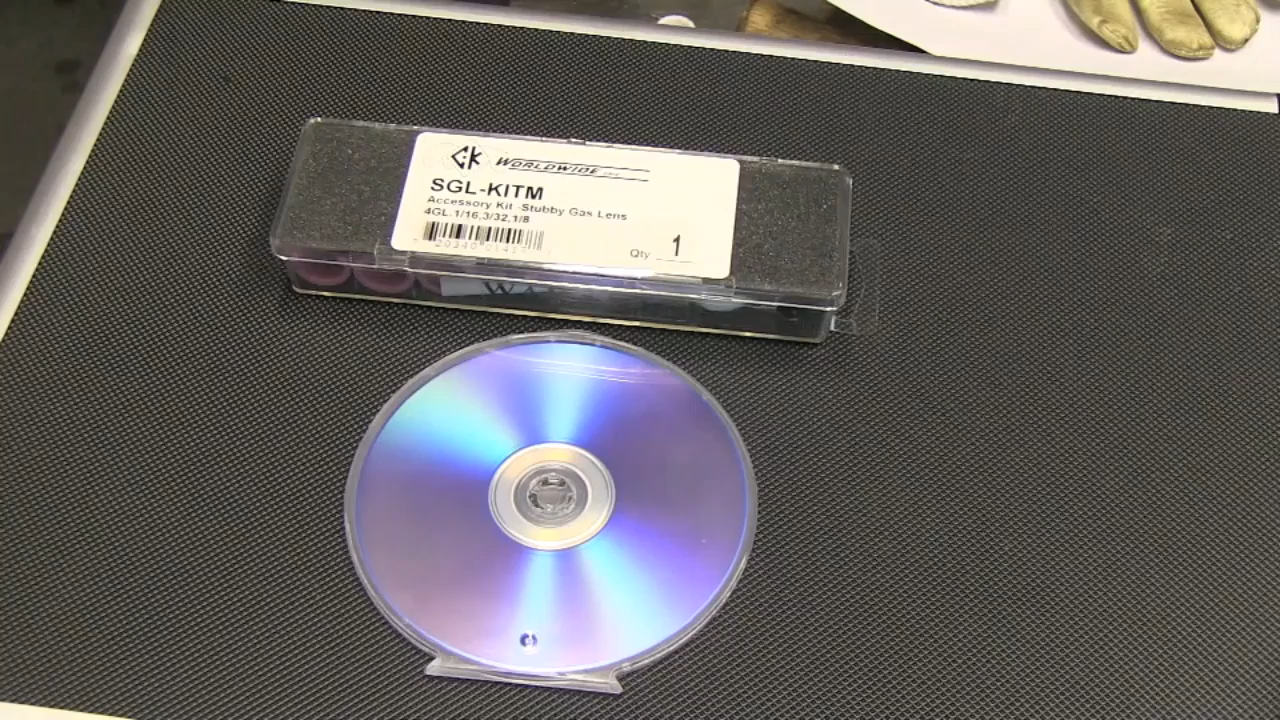 CK WORLDWIDE
SGL-KITM
Accessory Kit -Stubby Gas Lens
4GL.1/16,3/32,1/8
Qty 1